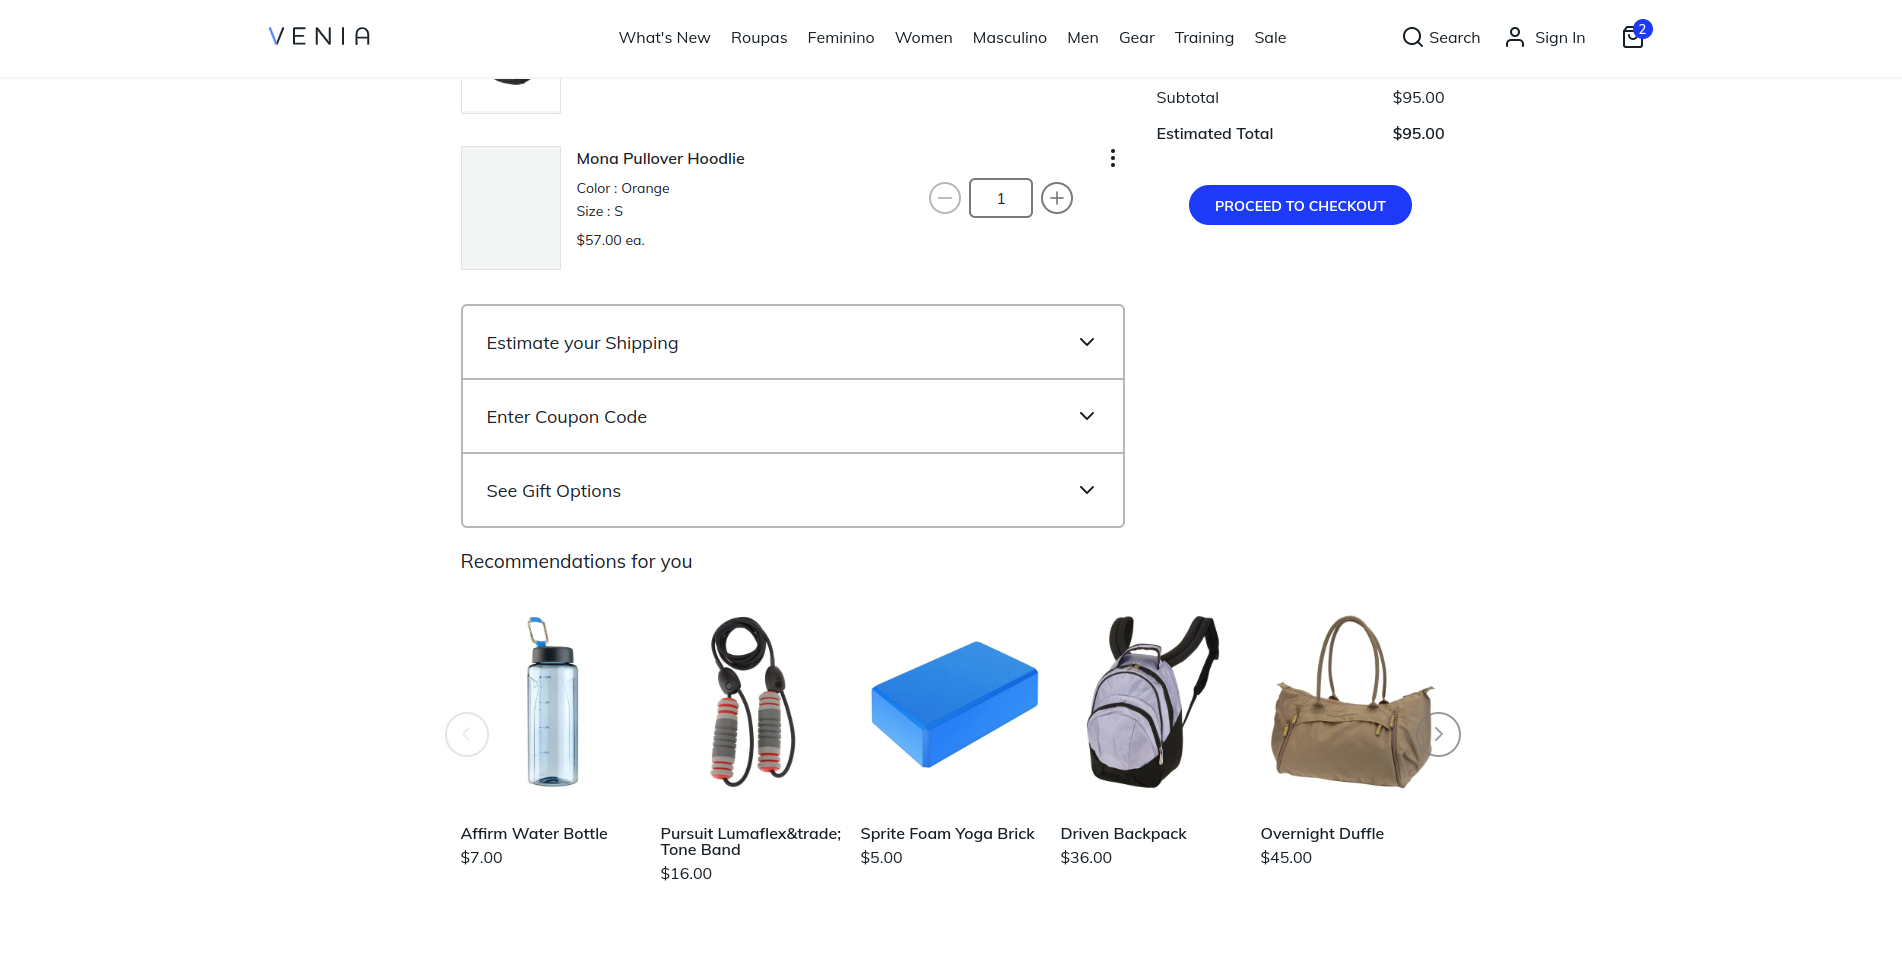 VENIA
What's New Roupas Feminino Women Masculino Men Gear Training Sale
Search Sign In 2
Subtotal $95.00
Estimated Total $95.00
PROCEED TO CHECKOUT
Mona Pullover Hoodlie
Color : Orange
Size : S
$57.00 ea.
1
Estimate your Shipping
Enter Coupon Code
See Gift Options
Recommendations for you
Affirm Water Bottle
$7.00
Pursuit Lumaflex&trade;
Tone Band
$16.00
Sprite Foam Yoga Brick
$5.00
Driven Backpack
$36.00
Overnight Duffle
$45.00